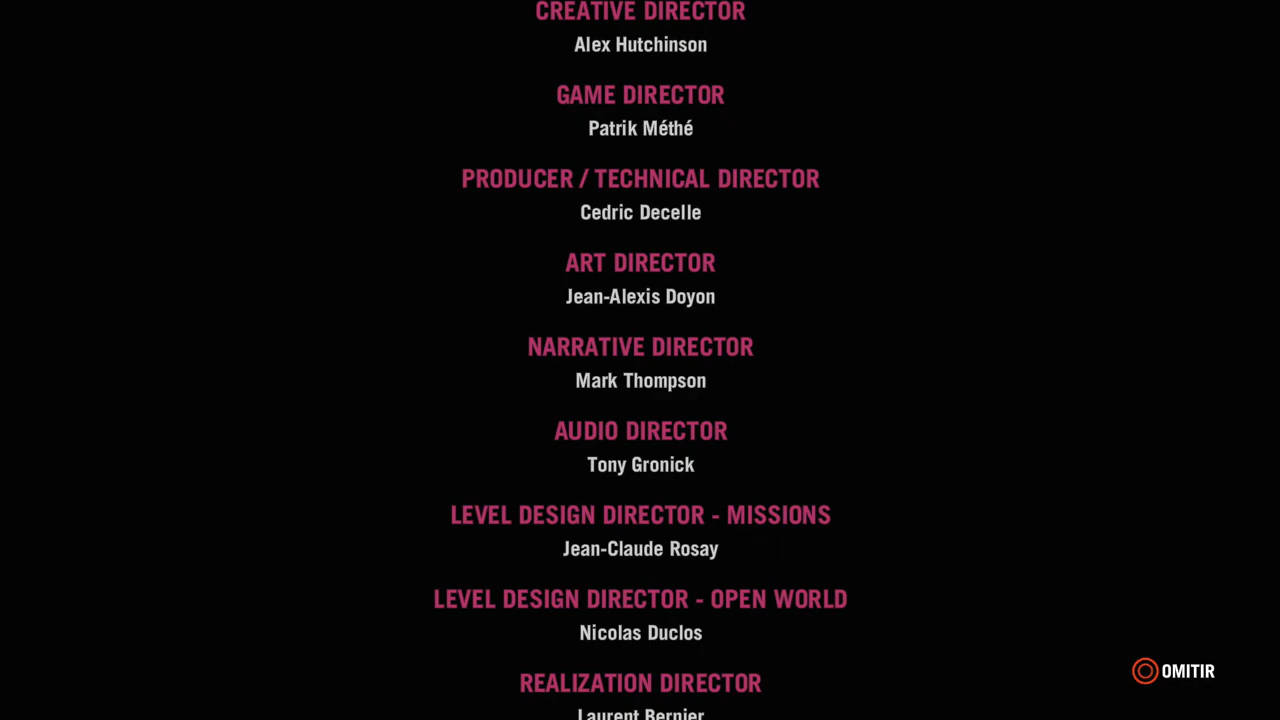 CREATIVE DIRECTOR
Alex Hutchinson
GAME DIRECTOR
Patrik Méthé
PRODUCER / TECHNICAL DIRECTOR
Cedric Decelle
ART DIRECTOR
Jean-Alexis Doyon
NARRATIVE DIRECTOR
Mark Thompson
AUDIO DIRECTOR
Tony Gronick
LEVEL DESIGN DIRECTOR - MISSIONS
Jean-Claude Rosay
LEVEL DESIGN DIRECTOR - OPEN WORLD
Nicolas Duclos
OMITIR
REALIZATION DIRECTOR
Laurent Bernier